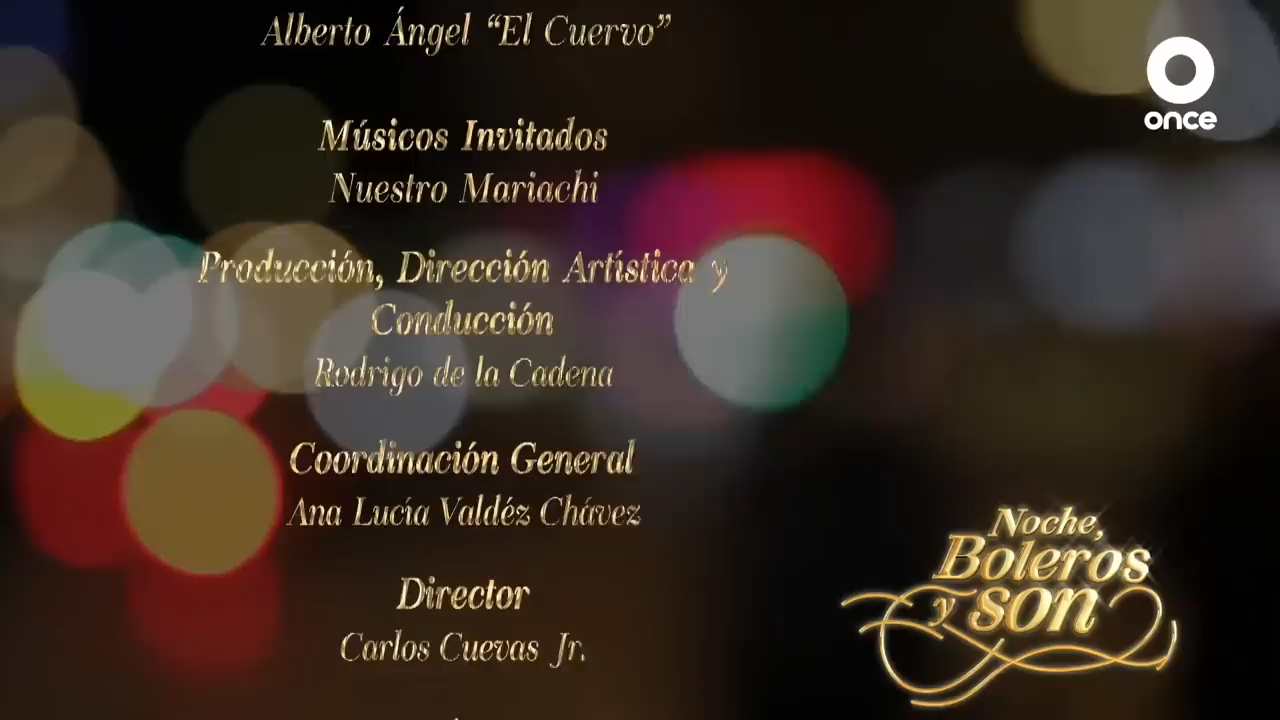 Alberto Ángel “El Cuervo”
once
Músicos Invitados
Nuestro Mariachi
Producción, Dirección Artística y
Conducción
Rodrigo de la Cadena
Coordinación General
Ana Lucía Valdéz Chávez
Director
Carlos Cuevas Jr.
Noche,
Boleros
y son